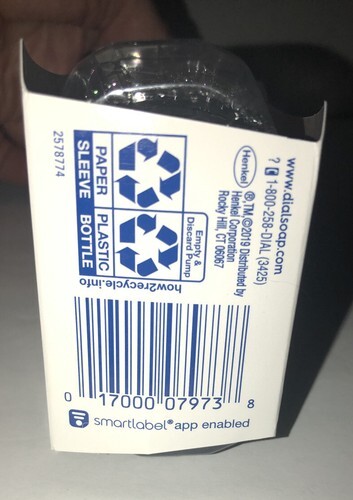 www.dialsoap.com
? 1-800-258-DIAL (3425)
Henkel
®,TM,©2019 Distributed by
Henkel Corporation
Rocky Hill, CT 06067
Empty &
Discard Pump
PAPER
SLEEVE
PLASTIC
BOTTLE
how2recycle.info
2578774
0 17000 07973 8
smartlabel® app enabled